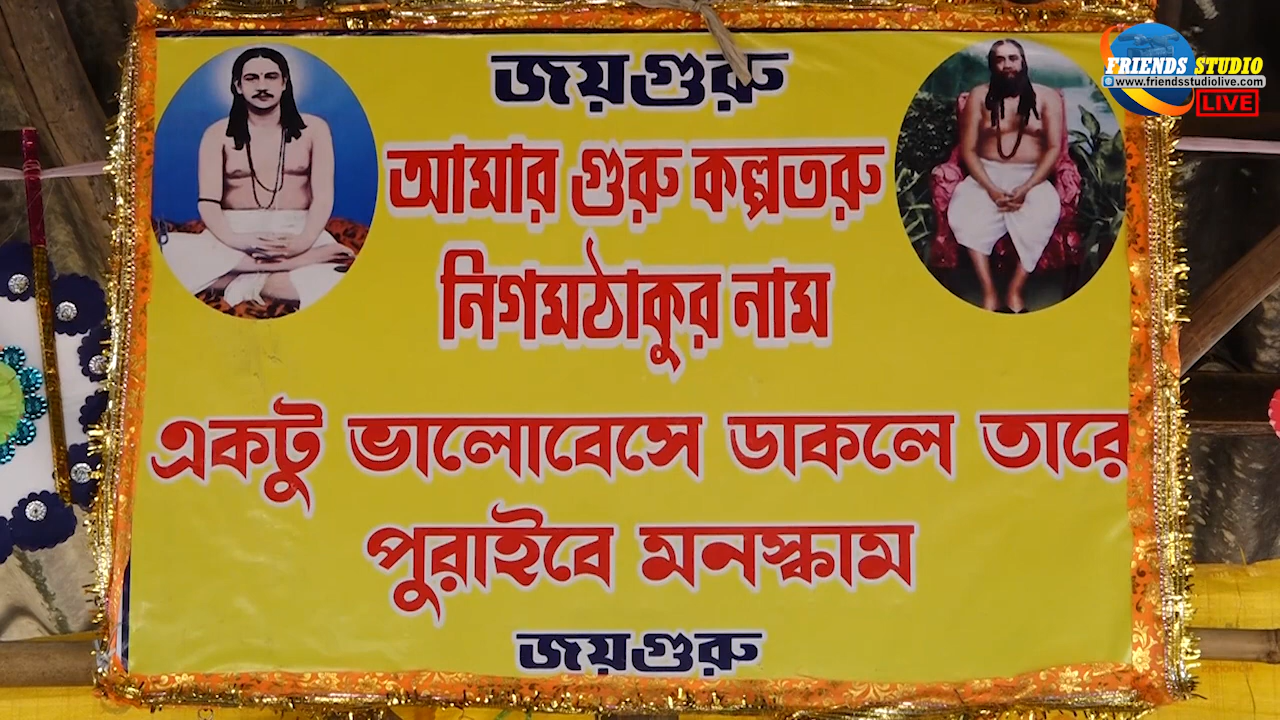 জয়গুরু
আমার গুরু কল্পতরু
নিগমঠাকুর নাম
একটু ভালোবেসে ডাকলে তারে
পুরাইবে মনস্কাম
জয়গুরু
FRIENDS STUDIO
www.friendsstudiolive.com
LIVE